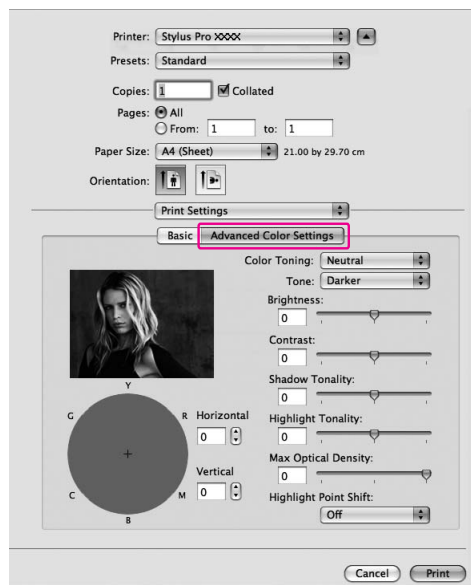 Printer: Stylus Pro XXXX
Presets: Standard
Copies: 1 Collated
Pages: All
From: 1 to: 1
Paper Size: A4 (Sheet) 21.00 by 29.70 cm
Orientation:
Print Settings
Basic Advanced Color Settings
Color Toning: Neutral
Tone: Darker
Brightness:
0
Contrast:
0
Shadow Tonality:
0
Highlight Tonality:
0
Max Optical Density:
0
Highlight Point Shift:
Off
Y
G R
C M
B
Horizontal
0
Vertical
0
Cancel Print